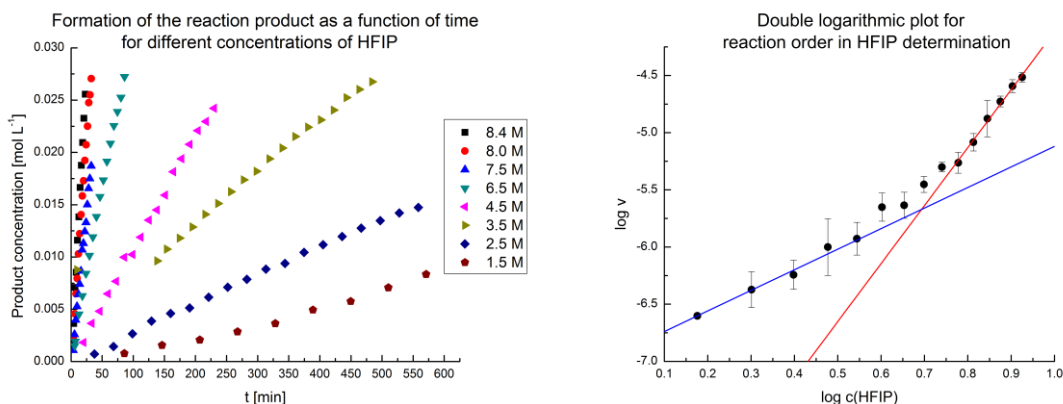 Formation of the reaction product as a function of time
for different concentrations of HFIP
Product concentration [mol L⁻¹]
0.030
0.025
0.020
0.015
0.010
0.005
0.000
0 50 100 150 200 250 300 350 400 450 500 550 600
t [min]
8.4 M
8.0 M
7.5 M
6.5 M
4.5 M
3.5 M
2.5 M
1.5 M
Double logarithmic plot for
reaction order in HFIP determination
log v
-4.5
-5.0
-5.5
-6.0
-6.5
-7.0
0.1 0.2 0.3 0.4 0.5 0.6 0.7 0.8 0.9 1.0
log c(HFIP)